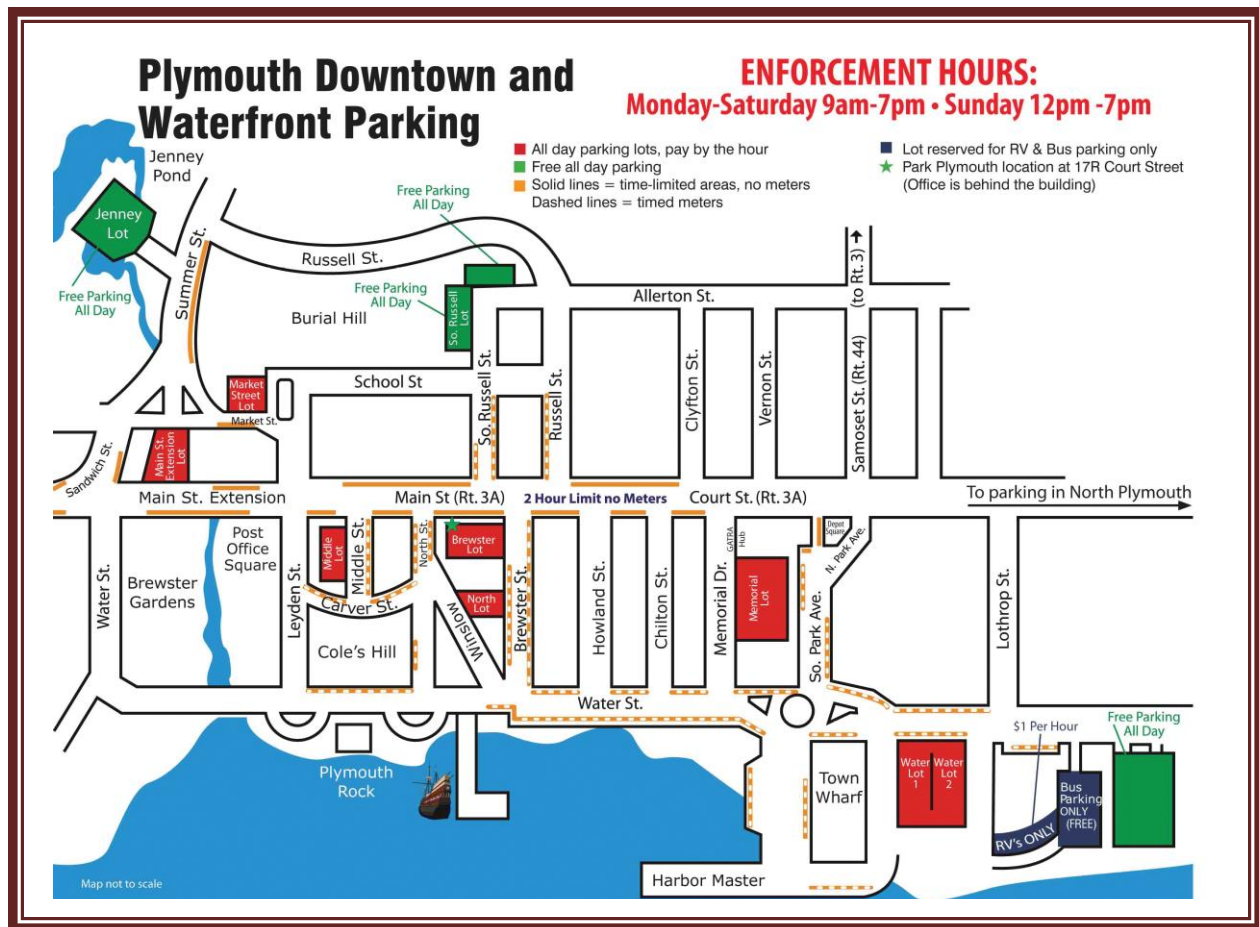 Plymouth Downtown and
Waterfront Parking
ENFORCEMENT HOURS:
Monday-Saturday 9am-7pm • Sunday 12pm -7pm
All day parking lots, pay by the hour
Free all day parking
Solid lines = time-limited areas, no meters
Dashed lines = timed meters
Lot reserved for RV & Bus parking only
Park Plymouth location at 17R Court Street
(Office is behind the building)
Jenney
Pond
Jenney
Lot
Free Parking
All Day
Summer St.
Russell St.
Free Parking
All Day
Free Parking
All Day
So. Russell
Lot
Burial Hill
Allerton St.
(to Rt. 3)
Samoset St. (Rt. 44)
Market
Street
Lot
Market St.
School St
So. Russell St.
Russell St.
Clyfton St.
Vernon St.
Sandwich St.
Main St.
Extension
Lot
Main St. Extension
Main St (Rt. 3A)
2 Hour Limit no Meters
Court St. (Rt. 3A)
To parking in North Plymouth
Water St.
Brewster
Gardens
Post
Office
Square
Leyden St.
Middle
Lot
Middle St.
North St.
Carver St.
Cole's Hill
Brewster
Lot
North
Lot
Winslow
Brewster St.
Howland St.
Chilton St.
Memorial Dr.
GATRA
Hub
Memorial
Lot
Depot
Square
N. Park Ave.
So. Park Ave.
Lothrop St.
Water St.
Plymouth
Rock
Town
Wharf
Water
Lot
1
Water
Lot
2
$1 Per Hour
RV's ONLY
Bus
Parking
ONLY
(FREE)
Free Parking
All Day
Harbor Master
Map not to scale